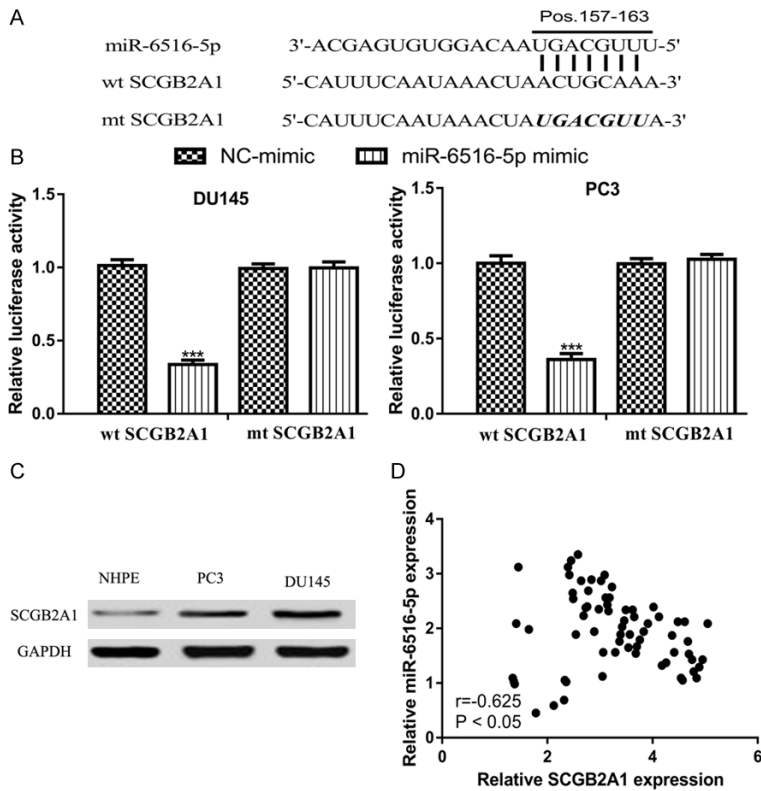 A
Pos.157-163
miR-6516-5p 3'-ACGAGUGUGGACAAUGACGUUU-5'
wt SCGB2A1 5'-CAUUUCAAUAAACUAACUGCAAA-3'
mt SCGB2A1 5'-CAUUUCAAUAAACUAUGACGUUA-3'
B
NC-mimic miR-6516-5p mimic
DU145
Relative luciferase activity
1.5
1.0
0.5
0.0
wt SCGB2A1 mt SCGB2A1
***
PC3
Relative luciferase activity
1.5
1.0
0.5
0.0
wt SCGB2A1 mt SCGB2A1
***
C
NHPE PC3 DU145
SCGB2A1
GAPDH
D
Relative miR-6516-5p expression
4
3
2
1
0
r=-0.625
P < 0.05
0 2 4 6
Relative SCGB2A1 expression